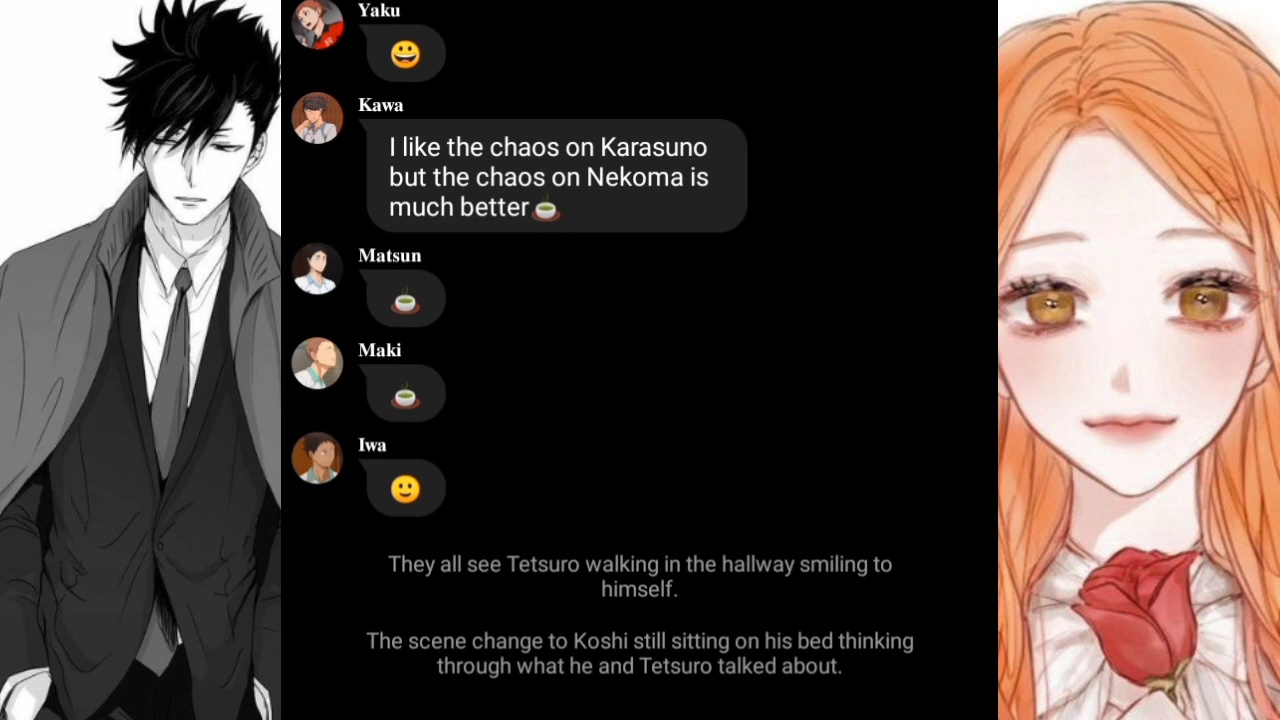 Yaku
😀
Kawa
I like the chaos on Karasuno
but the chaos on Nekoma is
much better🍵
Matsun
🍵
Maki
🍵
Iwa
🙂
They all see Tetsuro walking in the hallway smiling to
himself.
The scene change to Koshi still sitting on his bed thinking
through what he and Tetsuro talked about.